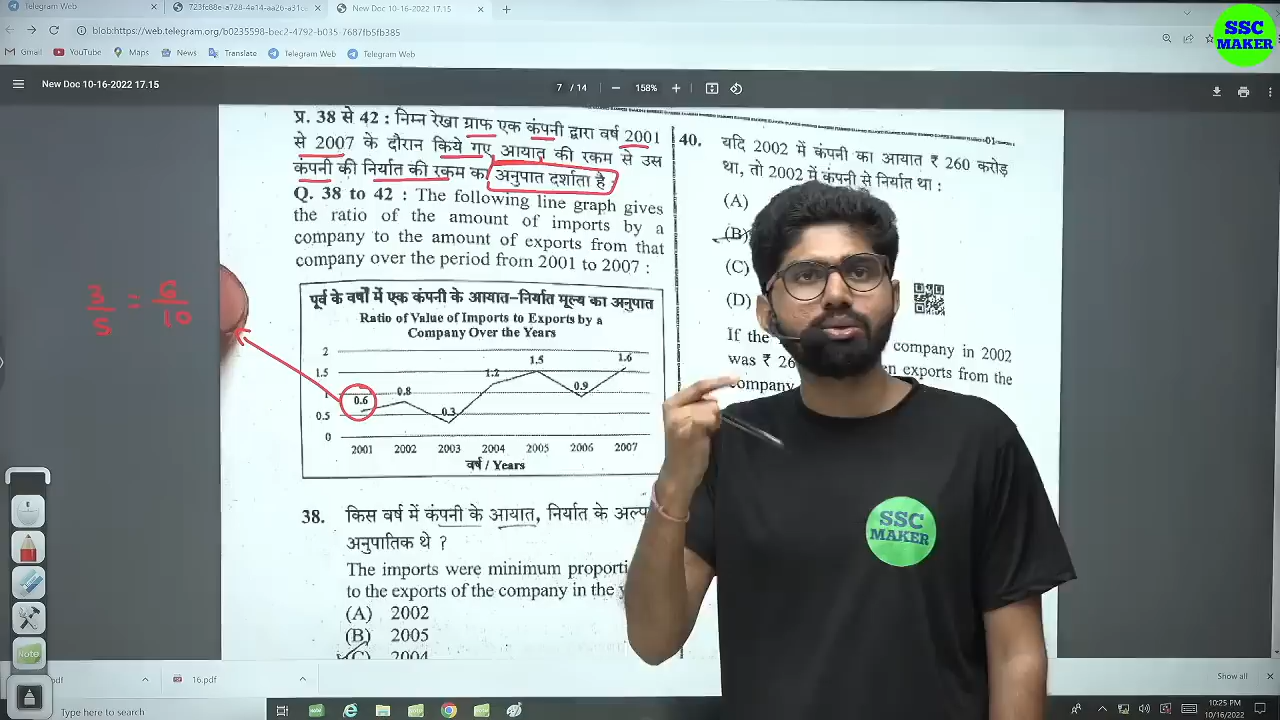 Telegram Web
723fc88e-a728-4a14-aa26-a31c
New Doc 10-16-2022 17.15
blob:https://web.telegram.org/b0235598-bec2-4792-b035-7687fb5fb385
Gmail
YouTube
Maps
News
Translate
Telegram Web
Telegram Web
SSC
MAKER
New Doc 10-16-2022 17.15
7 / 14
158%
प्र. 38 से 42 : निम्न रेखा ग्राफ एक कंपनी द्वारा वर्ष 2001
से 2007 के दौरान किये गए आयात की रकम से उस
कंपनी की निर्यात की रकम का अनुपात दर्शाता है
Q. 38 to 42 : The following line graph gives
the ratio of the amount of imports by a
company to the amount of exports from that
company over the period from 2001 to 2007 :
3/5 = 6/10
पूर्व के वर्षों में एक कंपनी के आयात-निर्यात मूल्य का अनुपात
Ratio of Value of Imports to Exports by a
Company Over the Years
2
1.5
1
0.5
0
0.6
0.8
0.3
1.2
1.5
0.9
1.6
2001 2002 2003 2004 2005 2006 2007
वर्ष / Years
38. किस वर्ष में कंपनी के आयात, निर्यात के
अनुपातिक थे ?
The imports were minimum
to the exports of the company in the
(A) 2002
(B) 2005
(C) 2004
40. यदि 2002 में कंपनी का आयात ₹ 260 करोड़
था, तो 2002 में कंपनी से निर्यात था :
(A)
(B)
(C)
(D)
If the company in 2002
was ₹ exports from the
company
SSC
MAKER
Note
16.pdf
Show all
Type here to search
10:25 PM
10/16/2022